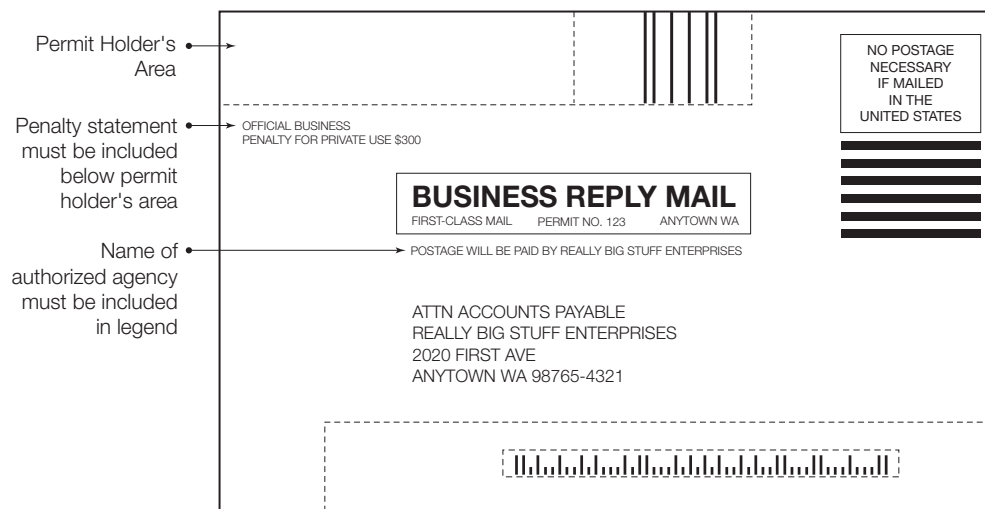 Permit Holder's
Area
Penalty statement
must be included
below permit
holder's area
Name of
authorized agency
must be included
in legend
OFFICIAL BUSINESS
PENALTY FOR PRIVATE USE $300
NO POSTAGE
NECESSARY
IF MAILED
IN THE
UNITED STATES
BUSINESS REPLY MAIL
FIRST-CLASS MAIL PERMIT NO. 123 ANYTOWN WA
POSTAGE WILL BE PAID BY REALLY BIG STUFF ENTERPRISES
ATTN ACCOUNTS PAYABLE
REALLY BIG STUFF ENTERPRISES
2020 FIRST AVE
ANYTOWN WA 98765-4321